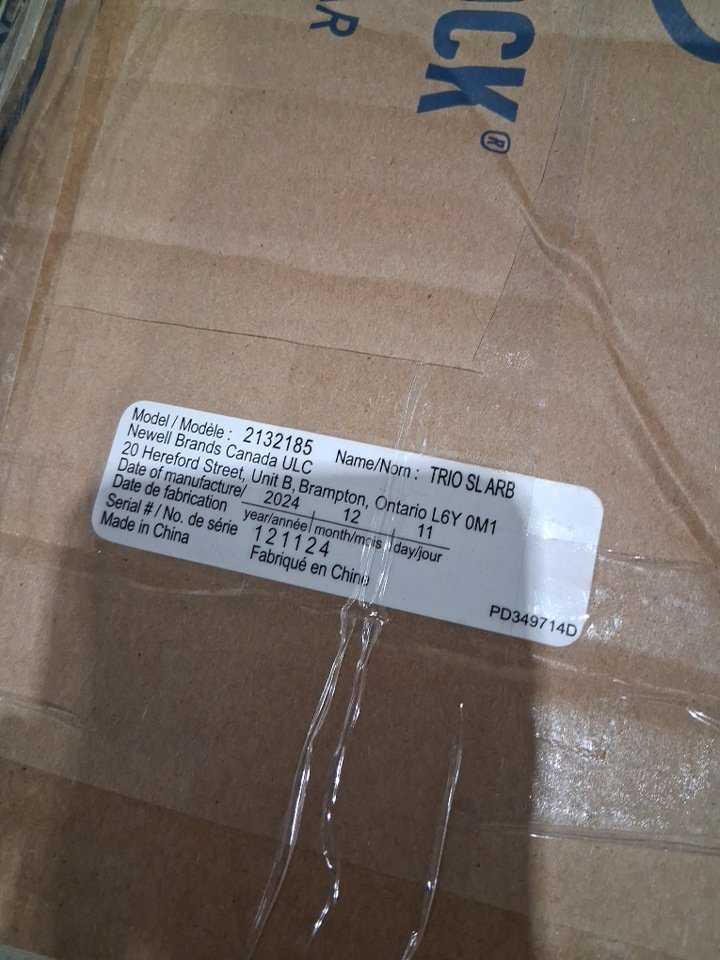 OCK®
AR
Model / Modèle : 2132185 Name/Nom : TRIO SL ARB
Newell Brands Canada ULC
20 Hereford Street, Unit B, Brampton, Ontario L6Y 0M1
Date of manufacture/ 2024 12 11
Date de fabrication year/année month/mois day/jour
Serial # / No. de série 121124
Made in China Fabriqué en Chine
PD349714D